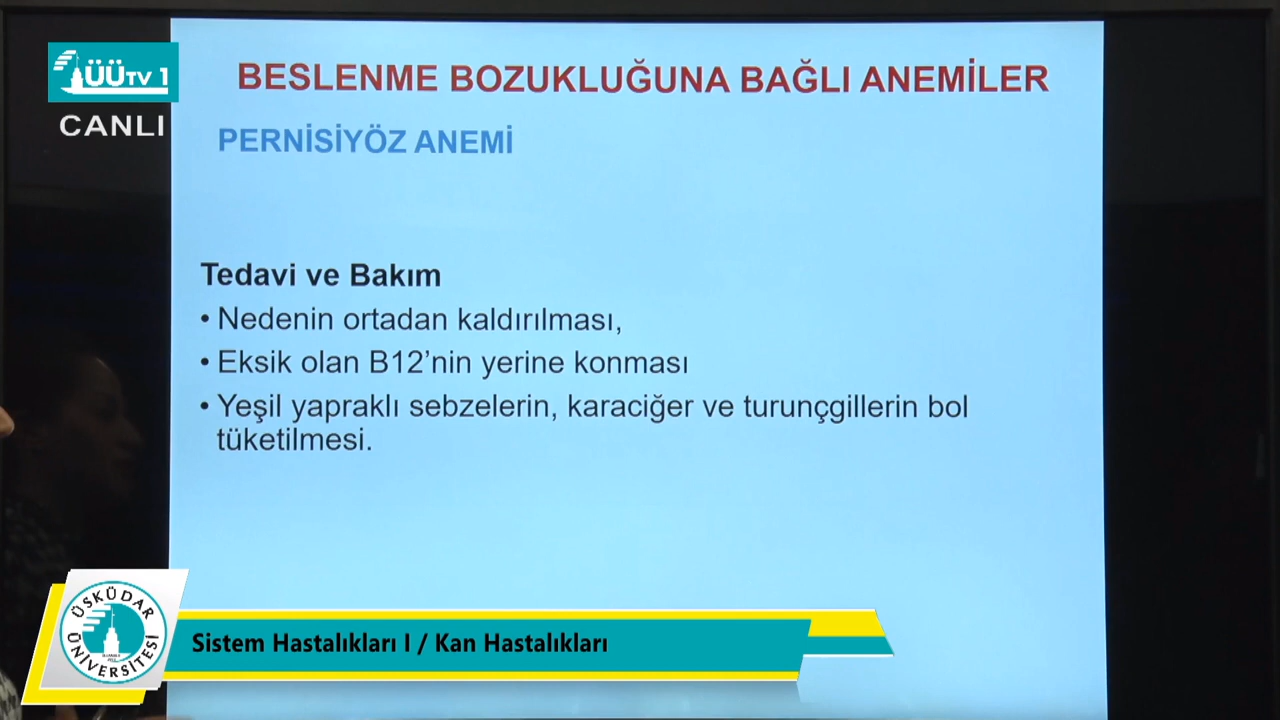 ÜÜTV 1
CANLI
BESLENME BOZUKLUĞUNA BAĞLI ANEMİLER
PERNİSİYÖZ ANEMİ
Tedavi ve Bakım
• Nedenin ortadan kaldırılması,
• Eksik olan B12’nin yerine konması
• Yeşil yapraklı sebzelerin, karaciğer ve turunçgillerin bol
tüketilmesi.
ÜSKÜDAR
ÜNİVERSİTESİ
Sistem Hastalıkları I / Kan Hastalıkları